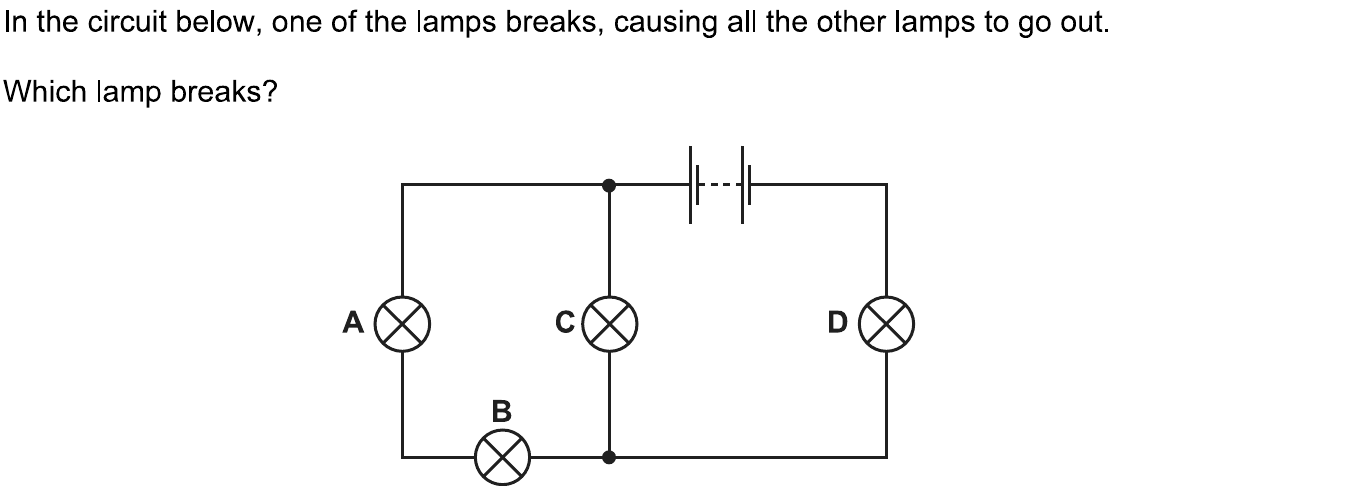 In the circuit below, one of the lamps breaks, causing all the other lamps to go out.
Which lamp breaks?
A
C
D
B